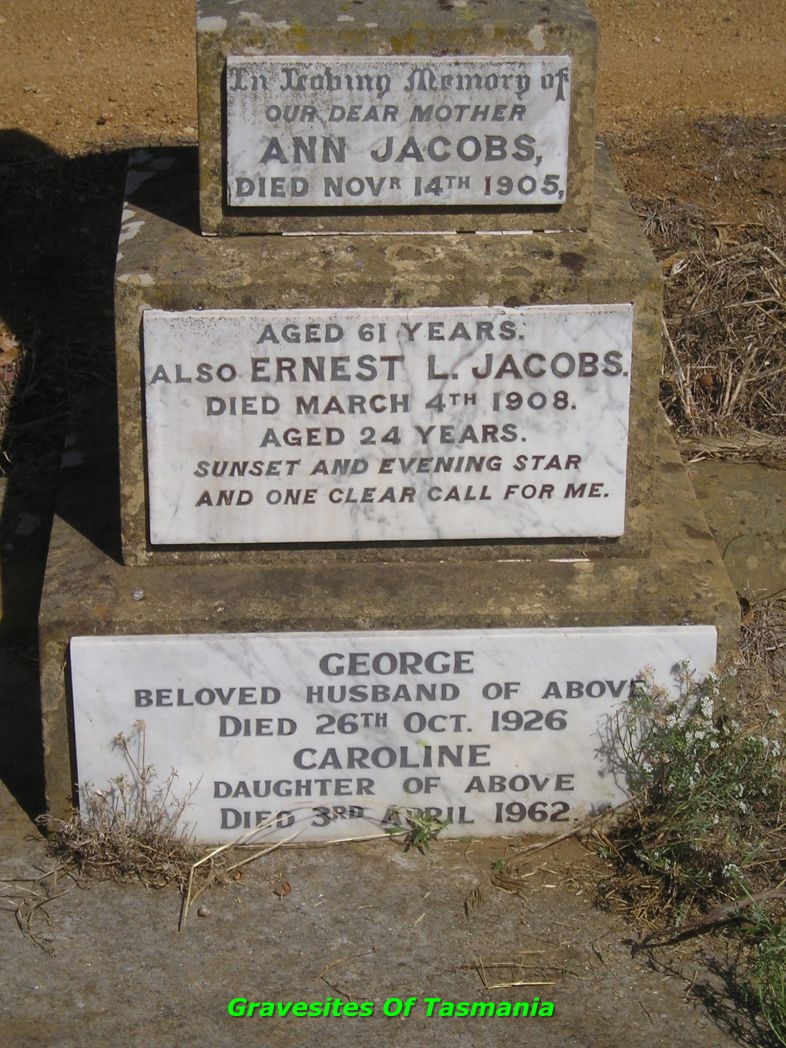 In Loving Memory of
OUR DEAR MOTHER
ANN JACOBS,
DIED NOVR 14TH 1905,
AGED 61 YEARS.
ALSO ERNEST L. JACOBS.
DIED MARCH 4TH 1908.
AGED 24 YEARS.
SUNSET AND EVENING STAR
AND ONE CLEAR CALL FOR ME.
GEORGE
BELOVED HUSBAND OF ABOVE
DIED 26TH OCT. 1926
CAROLINE
DAUGHTER OF ABOVE
DIED 3RD APRIL 1962.
Gravesites Of Tasmania